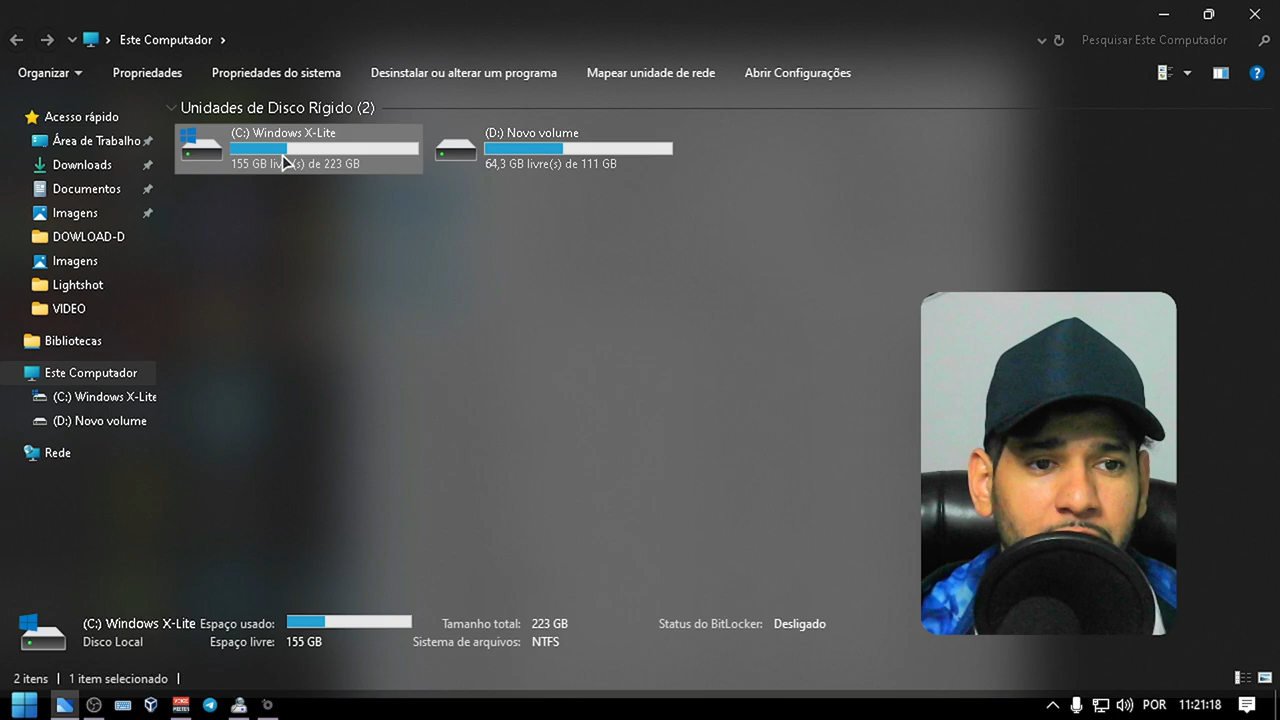 Este Computador
Pesquisar Este Computador
Organizar
Propriedades
Propriedades do sistema
Desinstalar ou alterar um programa
Mapear unidade de rede
Abrir Configurações
Acesso rápido
Área de Trabalho
Downloads
Documentos
Imagens
DOWLOAD-D
Imagens
Lightshot
VIDEO
Bibliotecas
Este Computador
(C:) Windows X-Lite
(D:) Novo volume
Rede
Unidades de Disco Rígido (2)
(C:) Windows X-Lite
155 GB livre(s) de 223 GB
(D:) Novo volume
64,3 GB livre(s) de 111 GB
(C:) Windows X-Lite Espaço usado:
Tamanho total: 223 GB
Status do BitLocker: Desligado
Disco Local
Espaço livre: 155 GB
Sistema de arquivos: NTFS
2 itens
1 item selecionado
POR
11:21:18